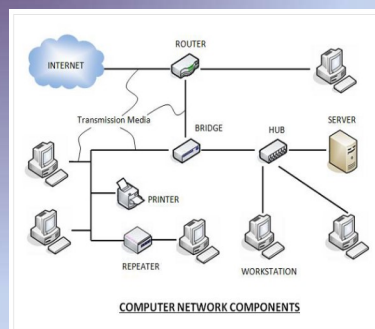 ROUTER
INTERNET
Transmission Media
BRIDGE
HUB
SERVER
PRINTER
REPEATER
WORKSTATION
COMPUTER NETWORK COMPONENTS